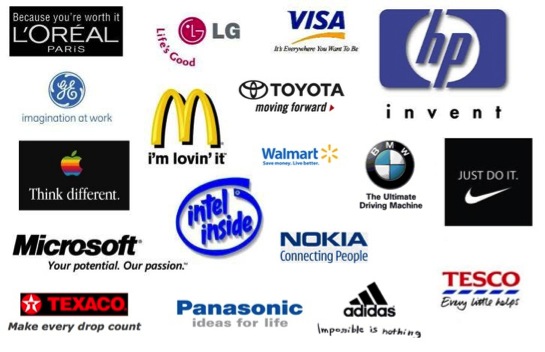 Because you're worth it
L'ORÉAL
PARiS
LG
Life's Good
VISA
It's Everywhere You Want To Be
hp
invent
GE
imagination at work
M
i'm lovin' it
TOYOTA
moving forward
Think different.
Walmart
Save money. Live better.
BMW
The Ultimate
Driving Machine
JUST DO IT.
intel
inside
Microsoft®
Your potential. Our passion.™
NOKIA
Connecting People
TESCO
Every little helps
T
TEXACO
Make every drop count
Panasonic
ideas for life
adidas
Impossible is nothing